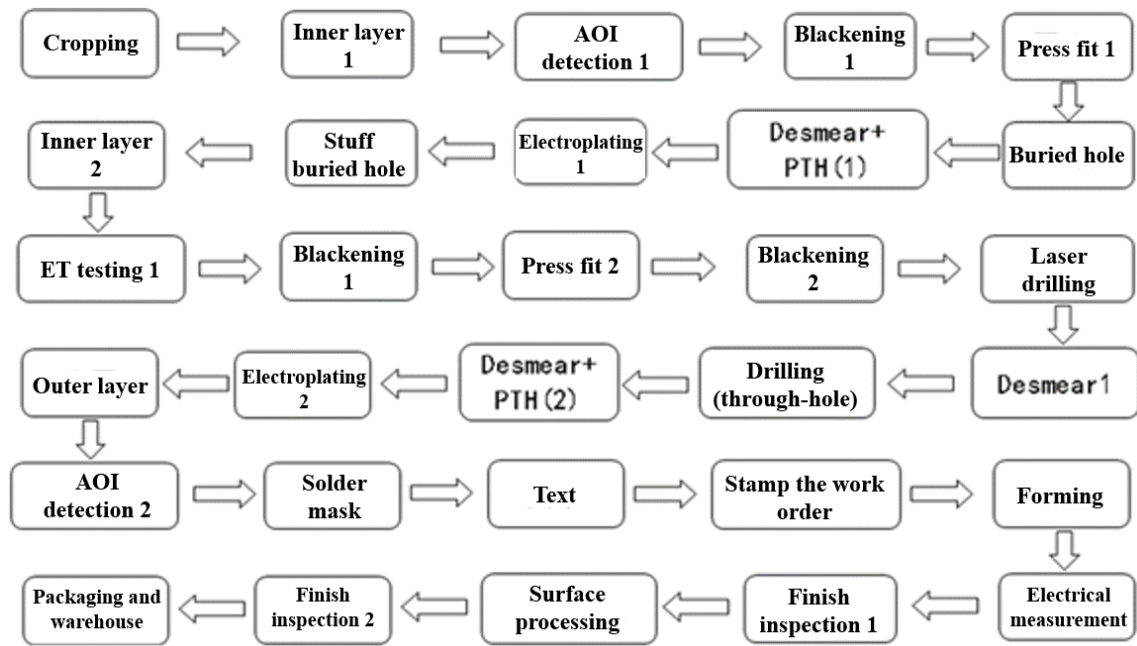 Cropping
Inner layer
1
AOI
detection 1
Blackening
1
Press fit 1
Buried hole
Desmear+
PTH(1)
Electroplating
1
Stuff
buried hole
Inner layer
2
ET testing 1
Blackening
1
Press fit 2
Blackening
2
Laser
drilling
Desmear1
Drilling
(through-hole)
Desmear+
PTH(2)
Electroplating
2
Outer layer
AOI
detection 2
Solder
mask
Text
Stamp the work
order
Forming
Electrical
measurement
Finish
inspection 1
Surface
processing
Finish
inspection 2
Packaging and
warehouse